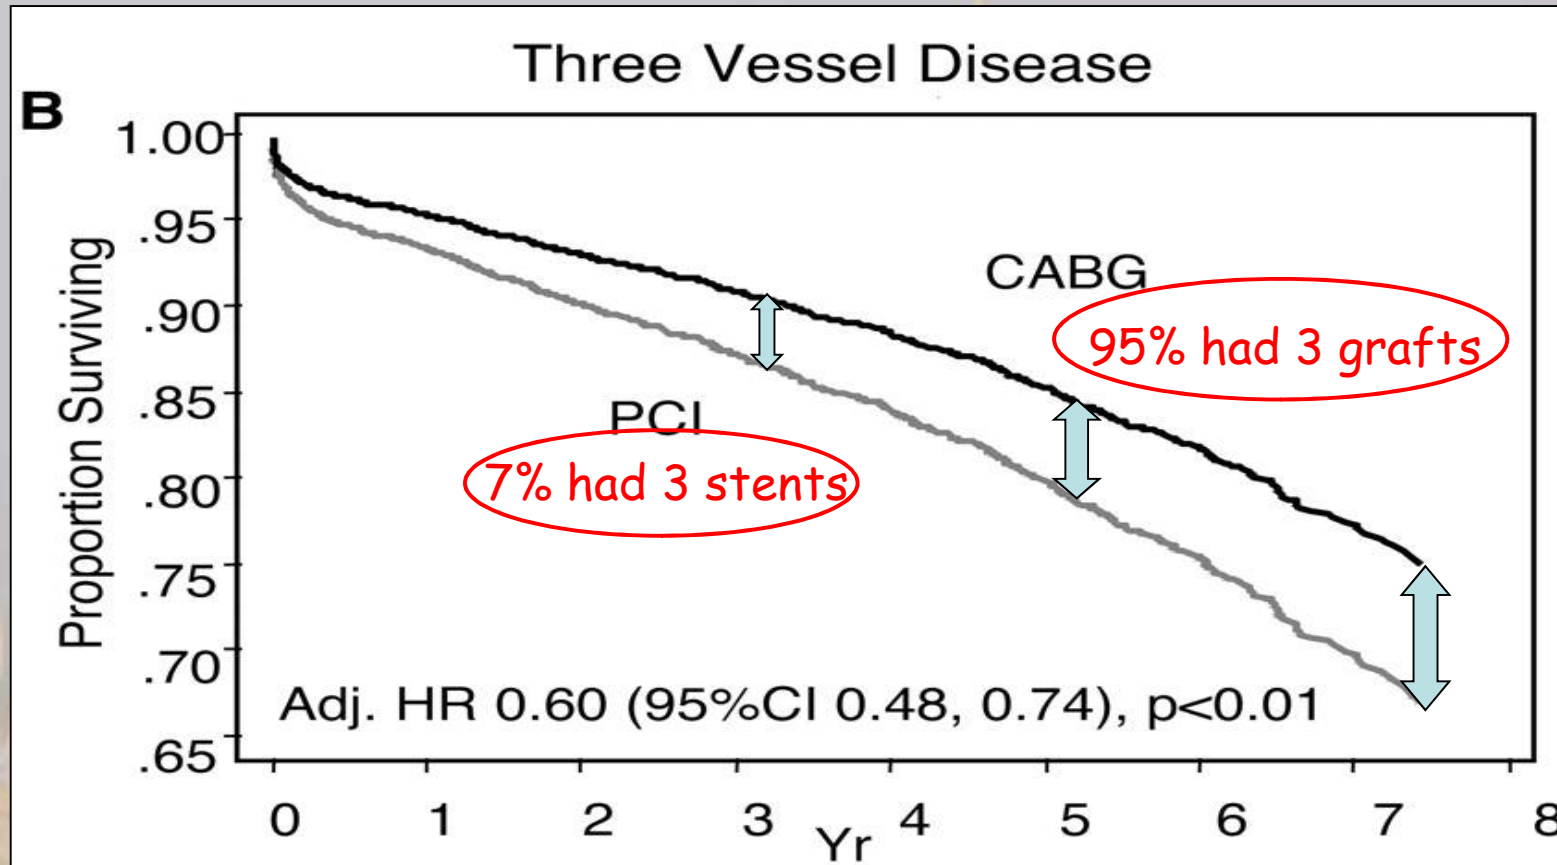 Three Vessel Disease
B
1.00
.95
.90
.85
.80
.75
.70
.65
Proportion Surviving
CABG
95% had 3 grafts
PCI
7% had 3 stents
Adj. HR 0.60 (95%CI 0.48, 0.74), p<0.01
0 1 2 3 4 5 6 7 8
Yr